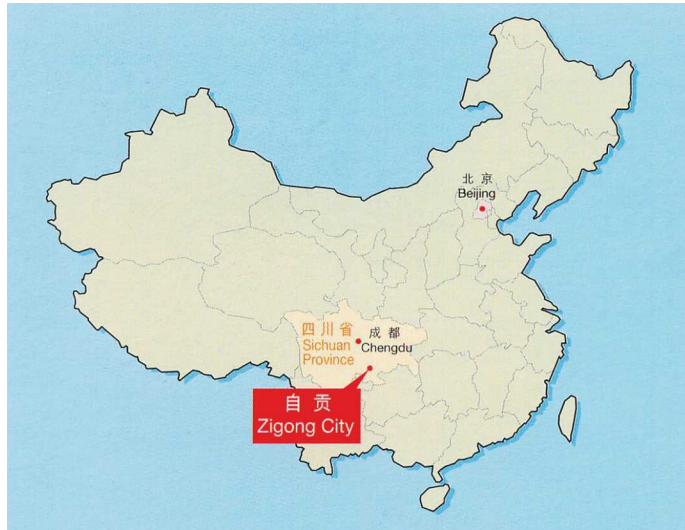 北 京
Beijing
四 川 省
Sichuan
Province
成 都
Chengdu
自 贡
Zigong City